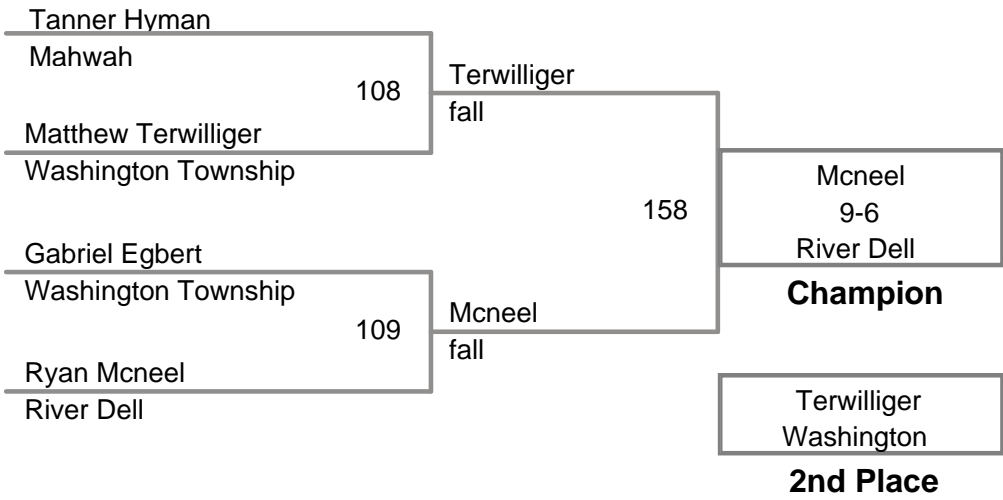 Tanner Hyman
Mahwah
108
Matthew Terwilliger
Washington Township
Terwilliger
fall
Gabriel Egbert
Washington Township
109
Ryan Mcneel
River Dell
Mcneel
fall
158
Mcneel
9-6
River Dell
Champion
Terwilliger
Washington
2nd Place